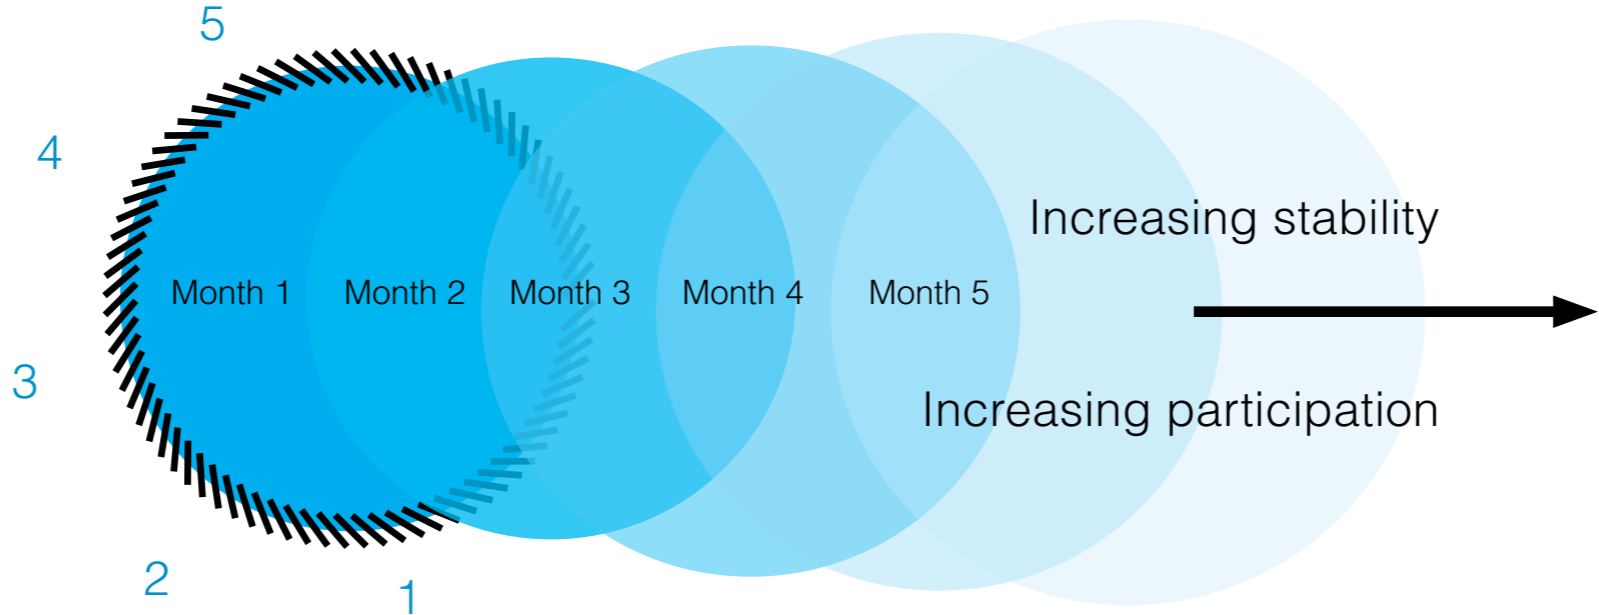 5
4
Increasing stability
Month 1 Month 2 Month 3 Month 4 Month 5
3
Increasing participation
2
1